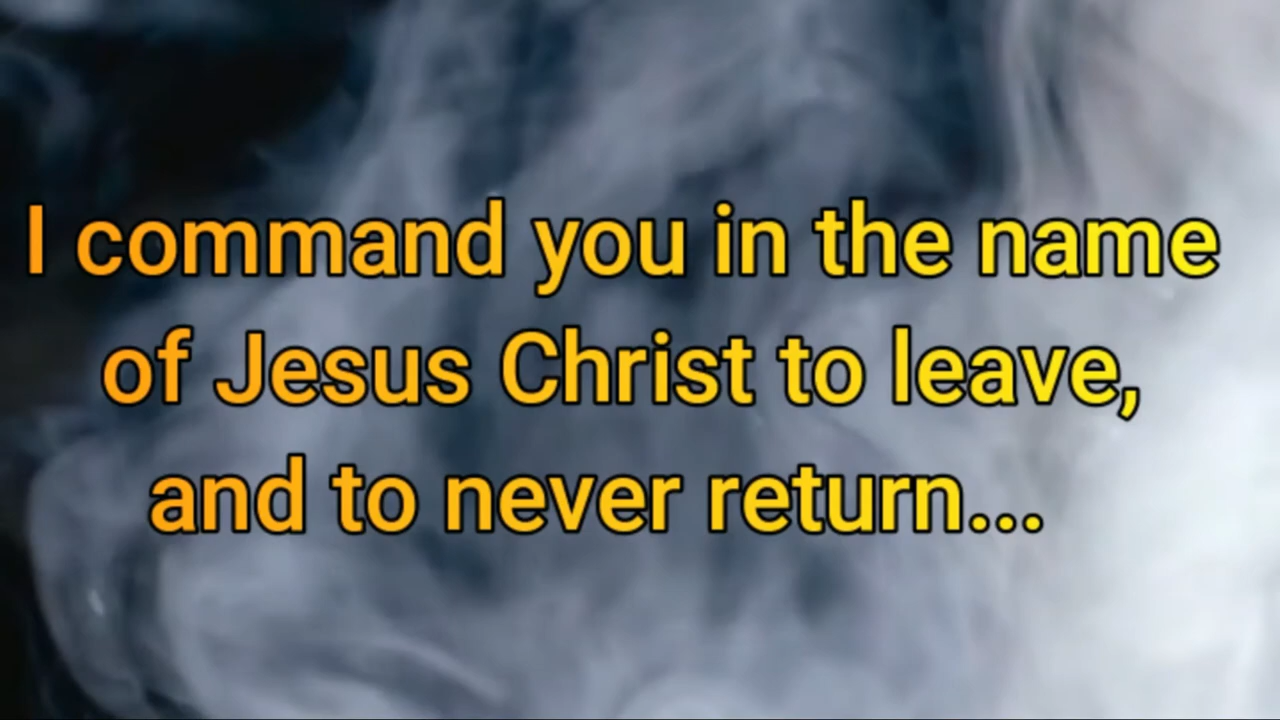 I command you in the name
of Jesus Christ to leave,
and to never return...